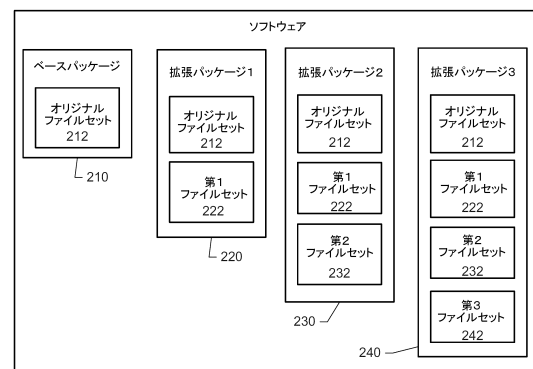 ソフトウェア
ベースパッケージ
オリジナル
ファイルセット
212
210
拡張パッケージ1
オリジナル
ファイルセット
212
第1
ファイルセット
222
220
拡張パッケージ2
オリジナル
ファイルセット
212
第1
ファイルセット
222
第2
ファイルセット
232
230
拡張パッケージ3
オリジナル
ファイルセット
212
第1
ファイルセット
222
第2
ファイルセット
232
第3
ファイルセット
242
240